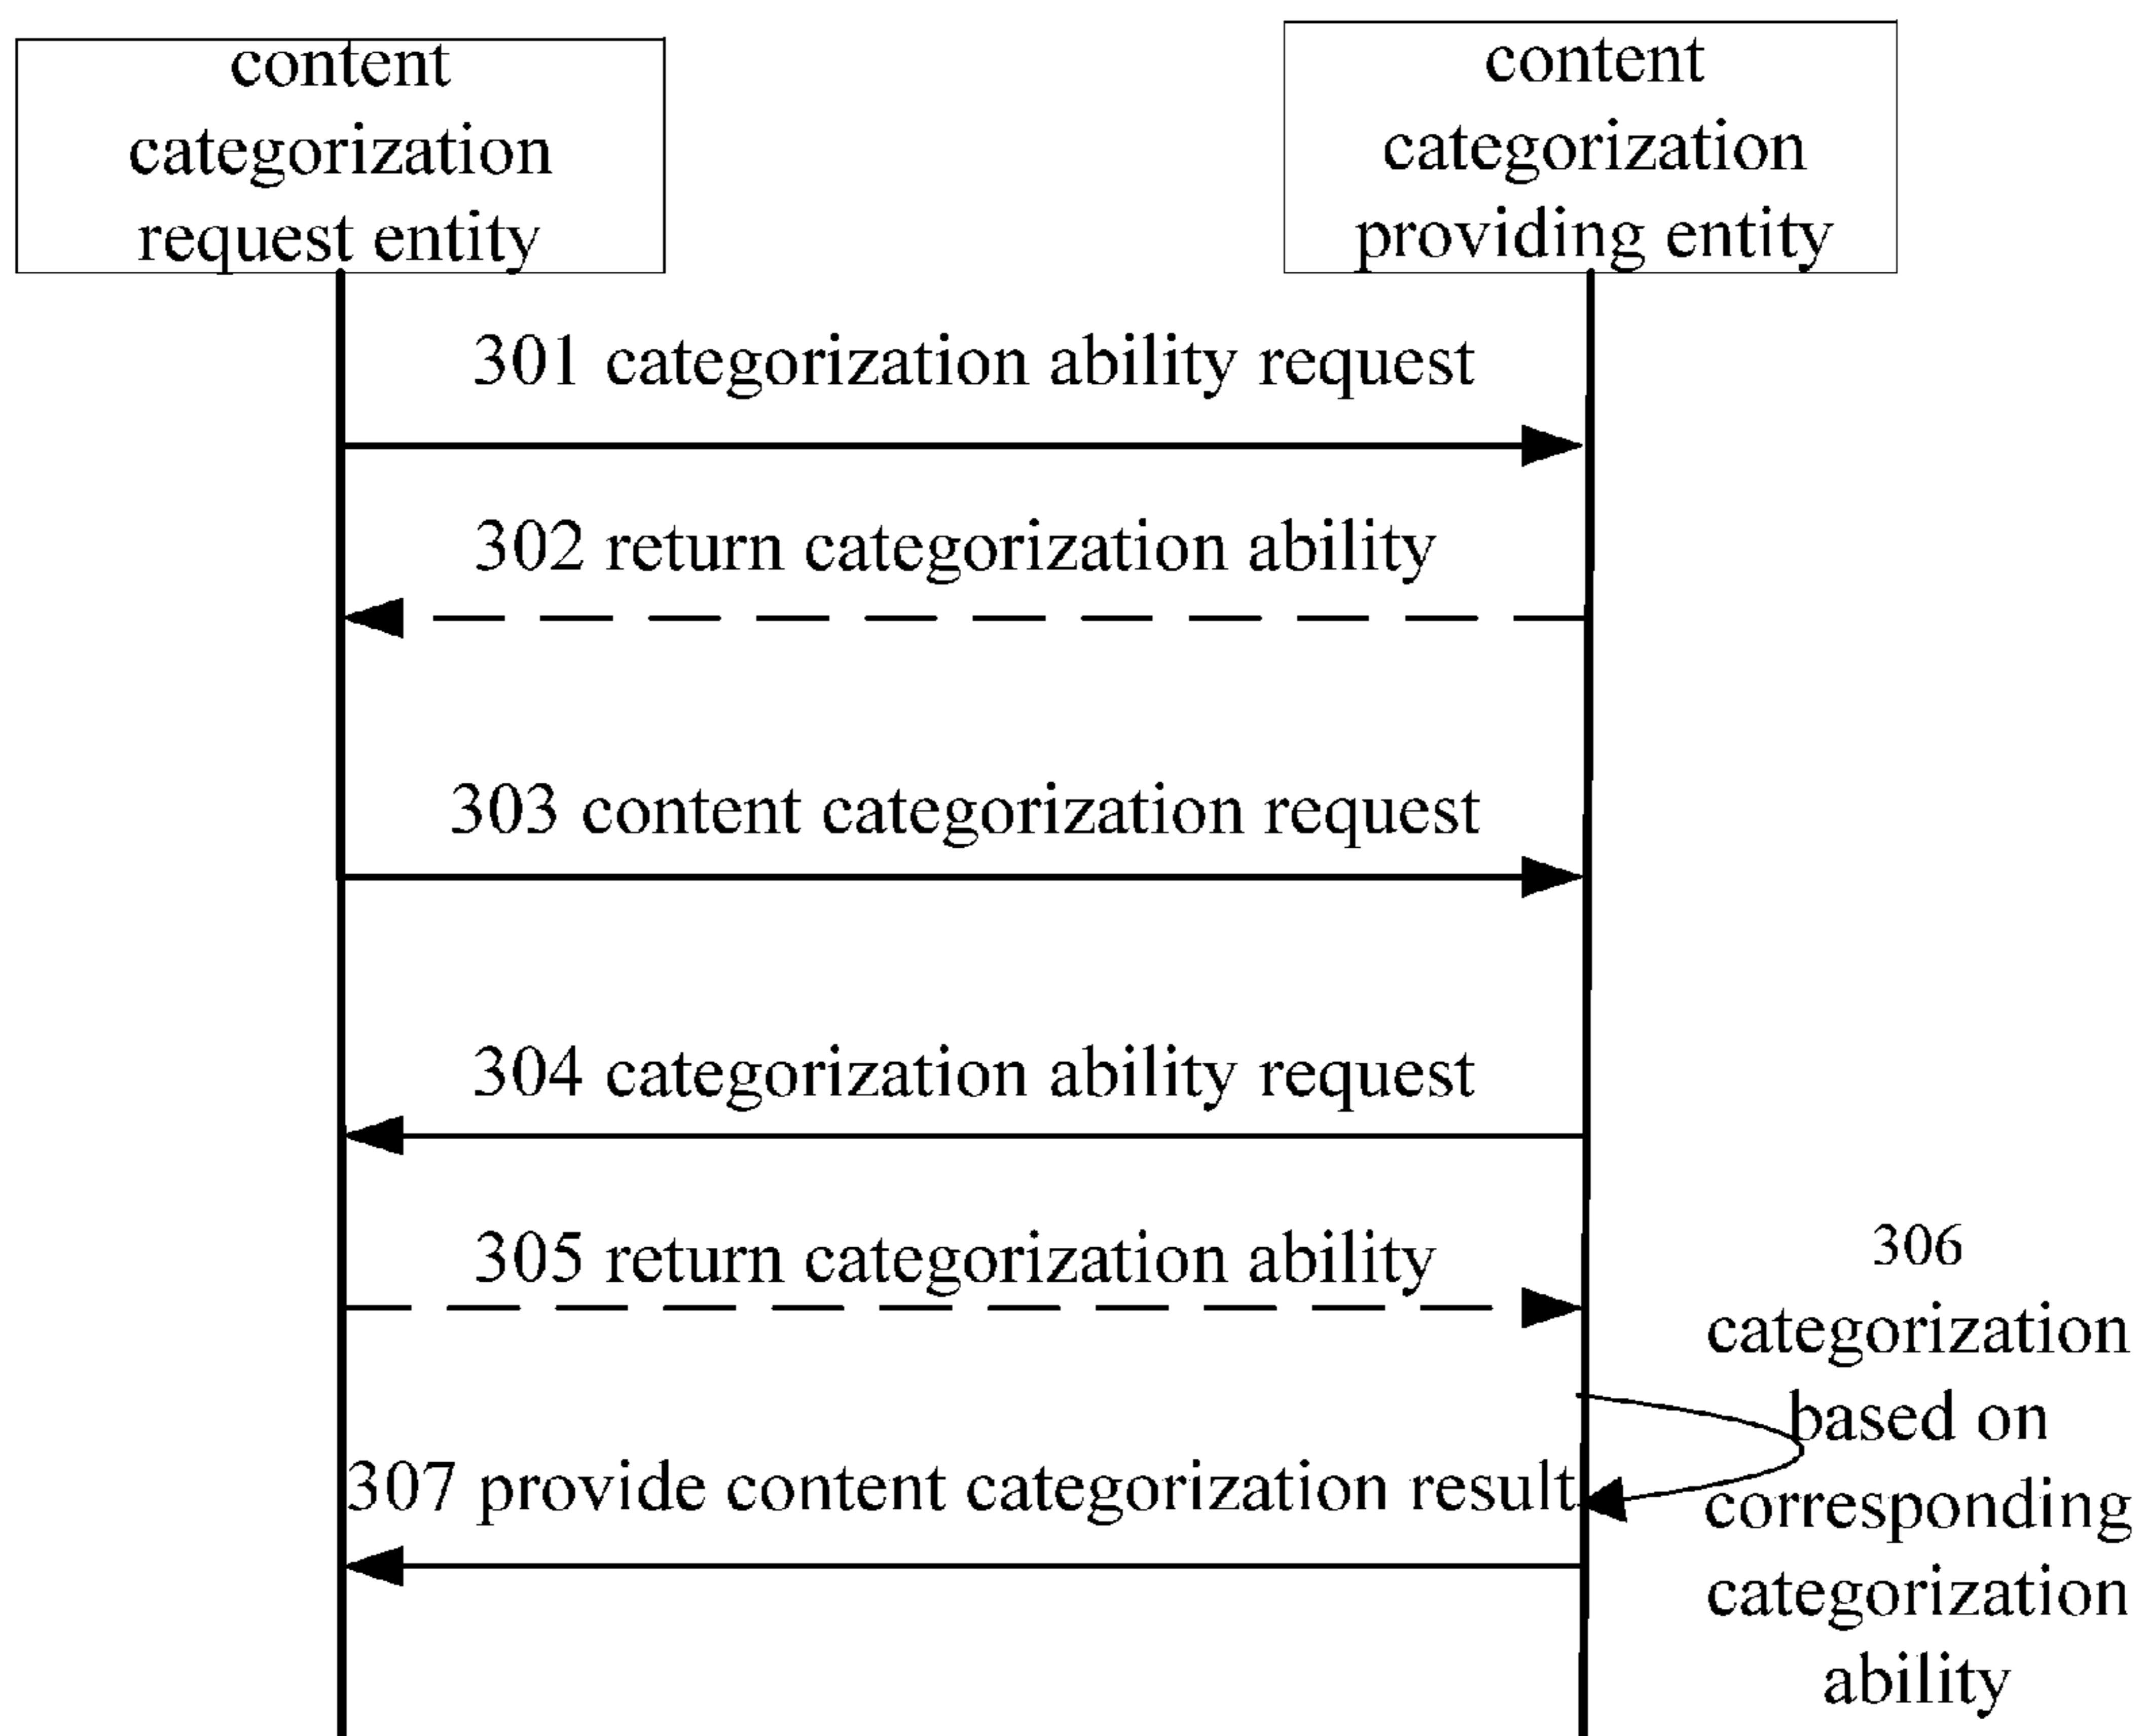 content
categorization
request entity
content
categorization
providing entity
301 categorization ability request
302 return categorization ability
303 content categorization request
304 categorization ability request
305 return categorization ability
306
categorization
based on
corresponding
categorization
ability
307 provide content categorization result